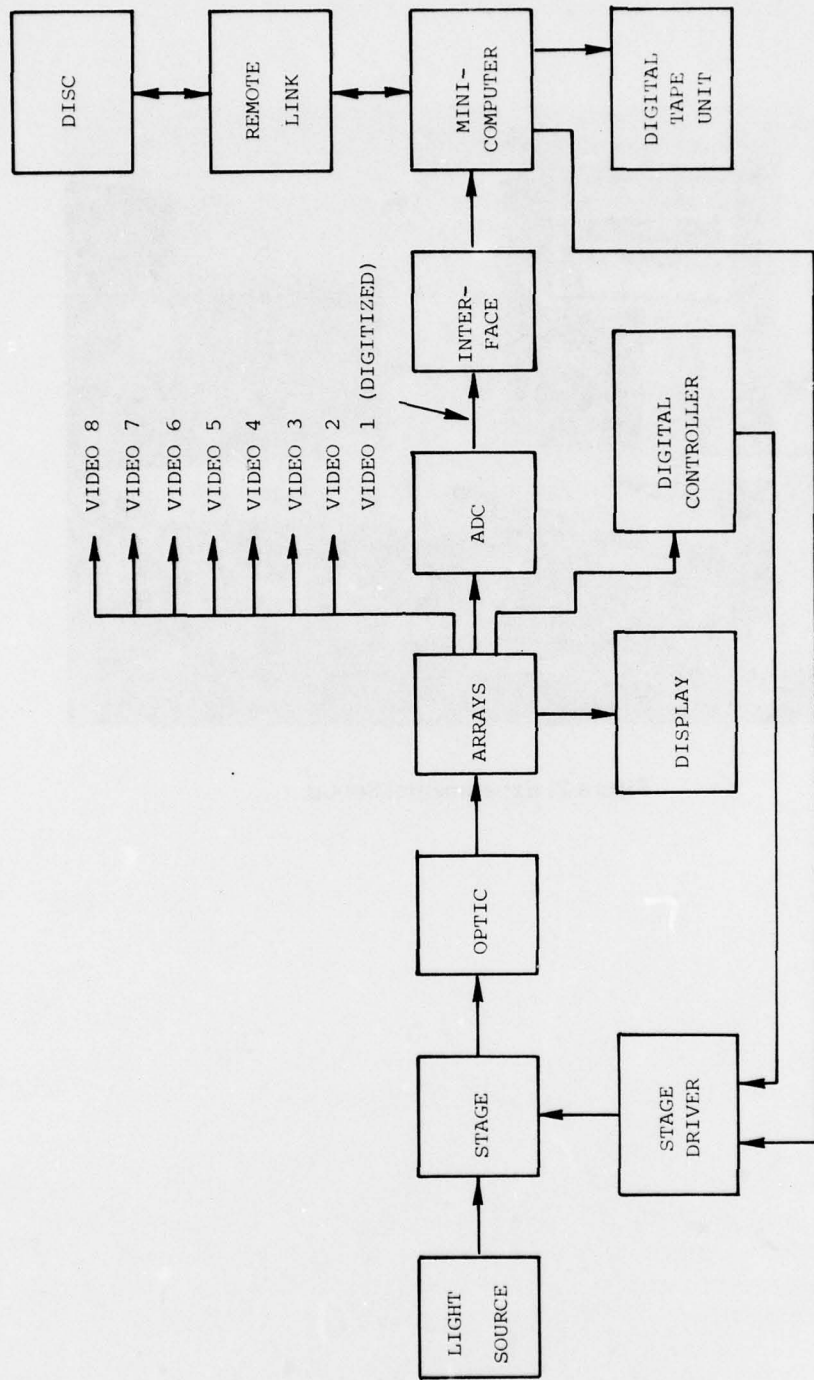 DISC
REMOTE
LINK
MINI-
COMPUTER
DIGITAL
TAPE
UNIT
VIDEO 8
VIDEO 7
VIDEO 6
VIDEO 5
VIDEO 4
VIDEO 3
VIDEO 2
VIDEO 1 (DIGITIZED)
INTER-
FACE
ADC
DIGITAL
CONTROLLER
ARRAYS
DISPLAY
OPTIC
STAGE
STAGE
DRIVER
LIGHT
SOURCE